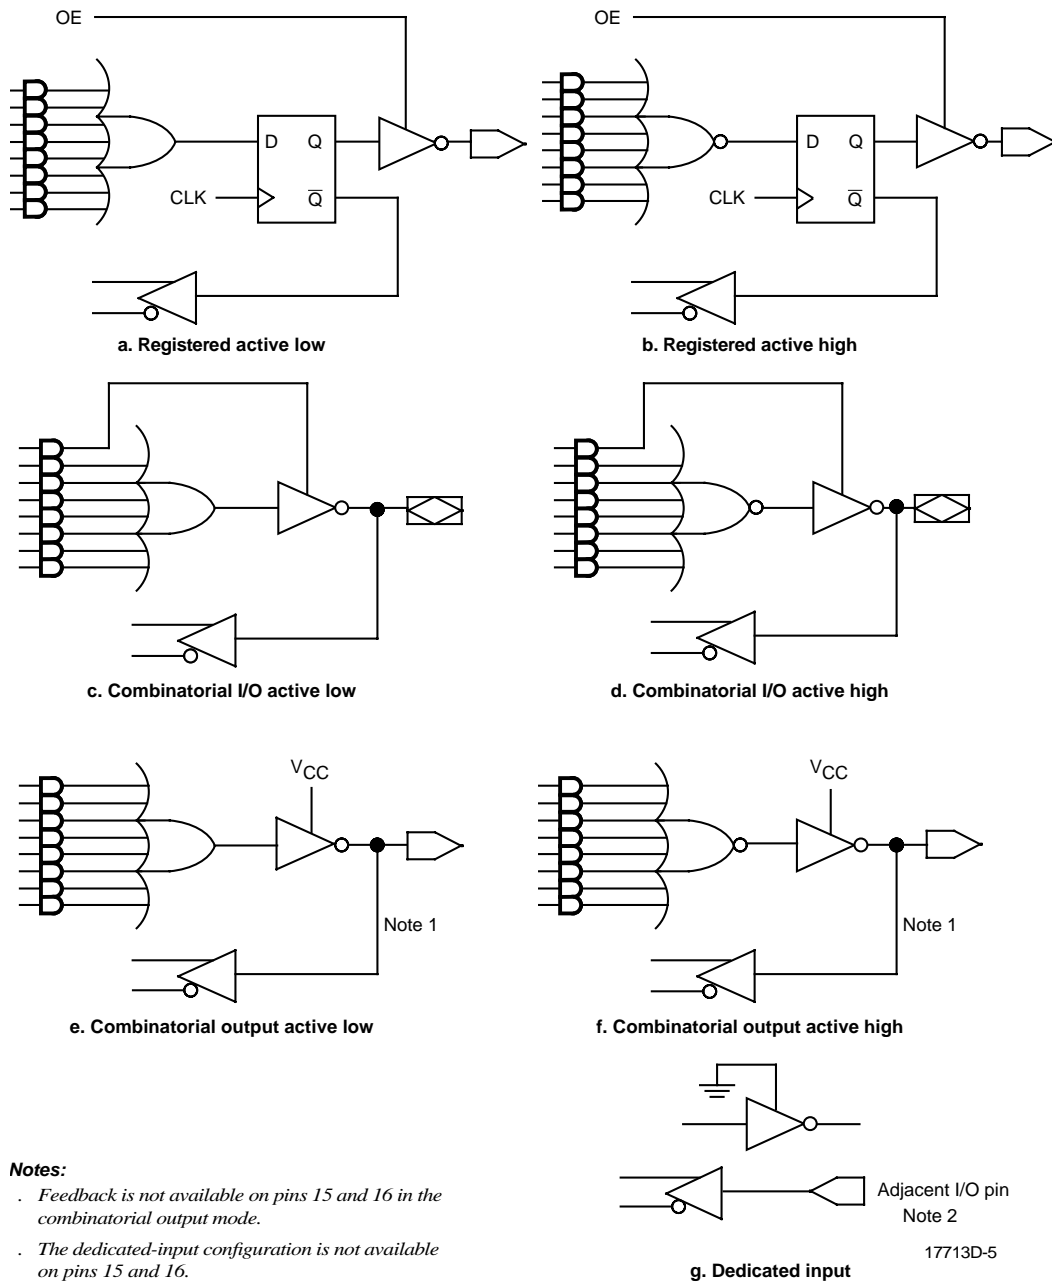 OE
OE
D Q
CLK
Q
D Q
CLK
Q
a. Registered active low
b. Registered active high
c. Combinatorial I/O active low
d. Combinatorial I/O active high
VCC
VCC
Note 1
Note 1
e. Combinatorial output active low
f. Combinatorial output active high
Notes:
. Feedback is not available on pins 15 and 16 in the
combinatorial output mode.
. The dedicated-input configuration is not available
on pins 15 and 16.
Adjacent I/O pin
Note 2
17713D-5
g. Dedicated input